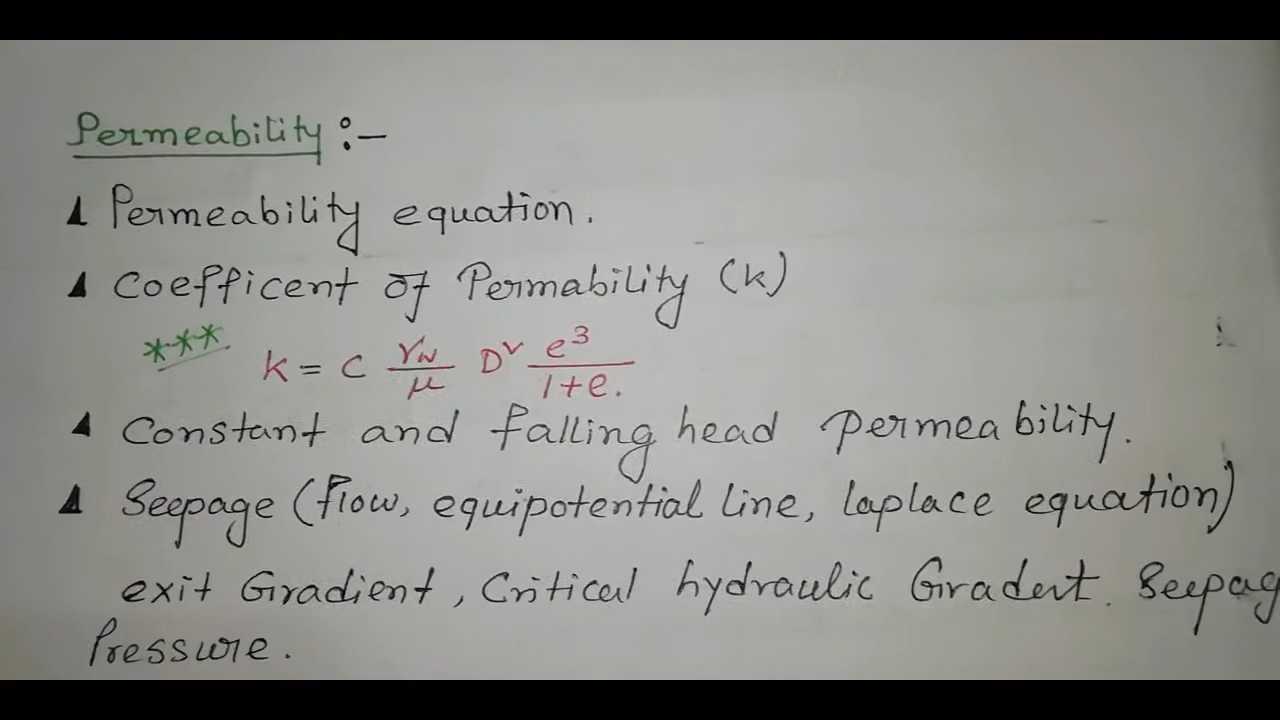 Permeability :-
Permeability equation.
Coefficent of Permability (k)
*** K = C γw/μ D² e³/1+e.
Constant and falling head permeability.
Seepage (flow, equipotential line, laplace equation)
exit Gradient, Critical hydraulic Gradent. Seepag
Pressure.